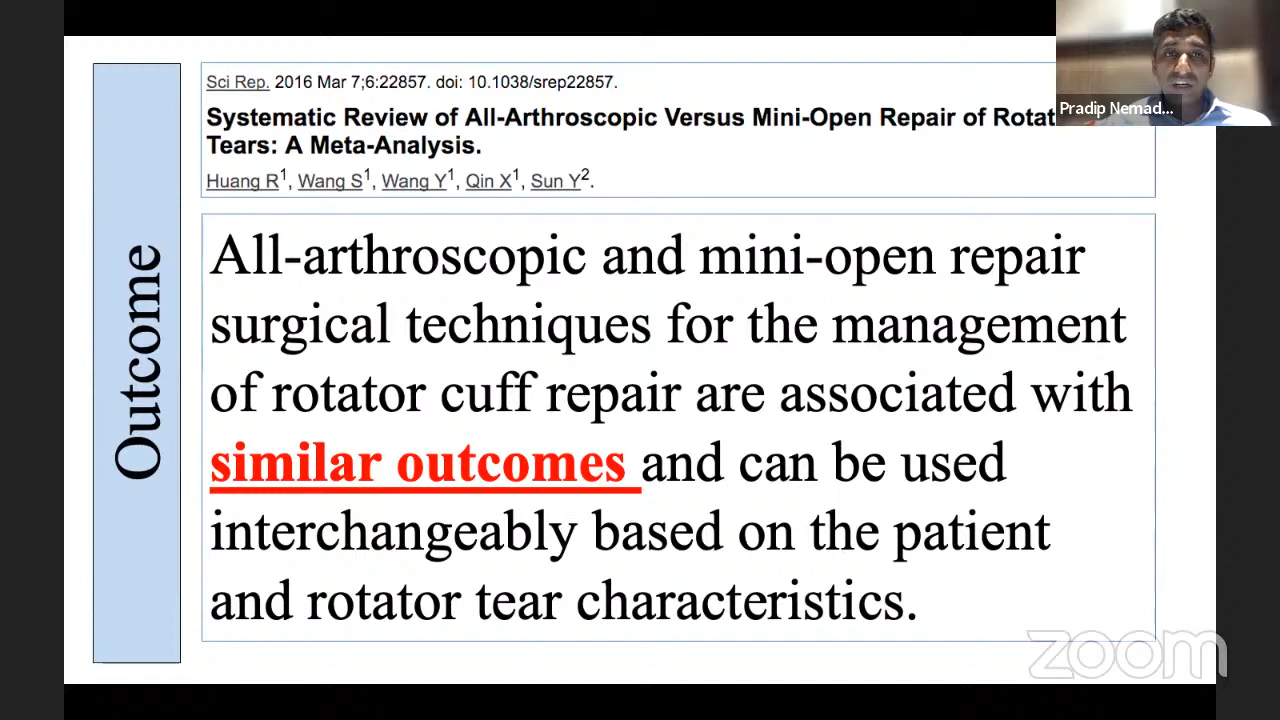 Sci Rep. 2016 Mar 7;6:22857. doi: 10.1038/srep22857.
Systematic Review of All-Arthroscopic Versus Mini-Open Repair of Rotat
Tears: A Meta-Analysis.
Huang R1, Wang S1, Wang Y1, Qin X1, Sun Y2.
Pradip Nemad...
Outcome
All-arthroscopic and mini-open repair
surgical techniques for the management
of rotator cuff repair are associated with
similar outcomes and can be used
interchangeably based on the patient
and rotator tear characteristics.
zoom